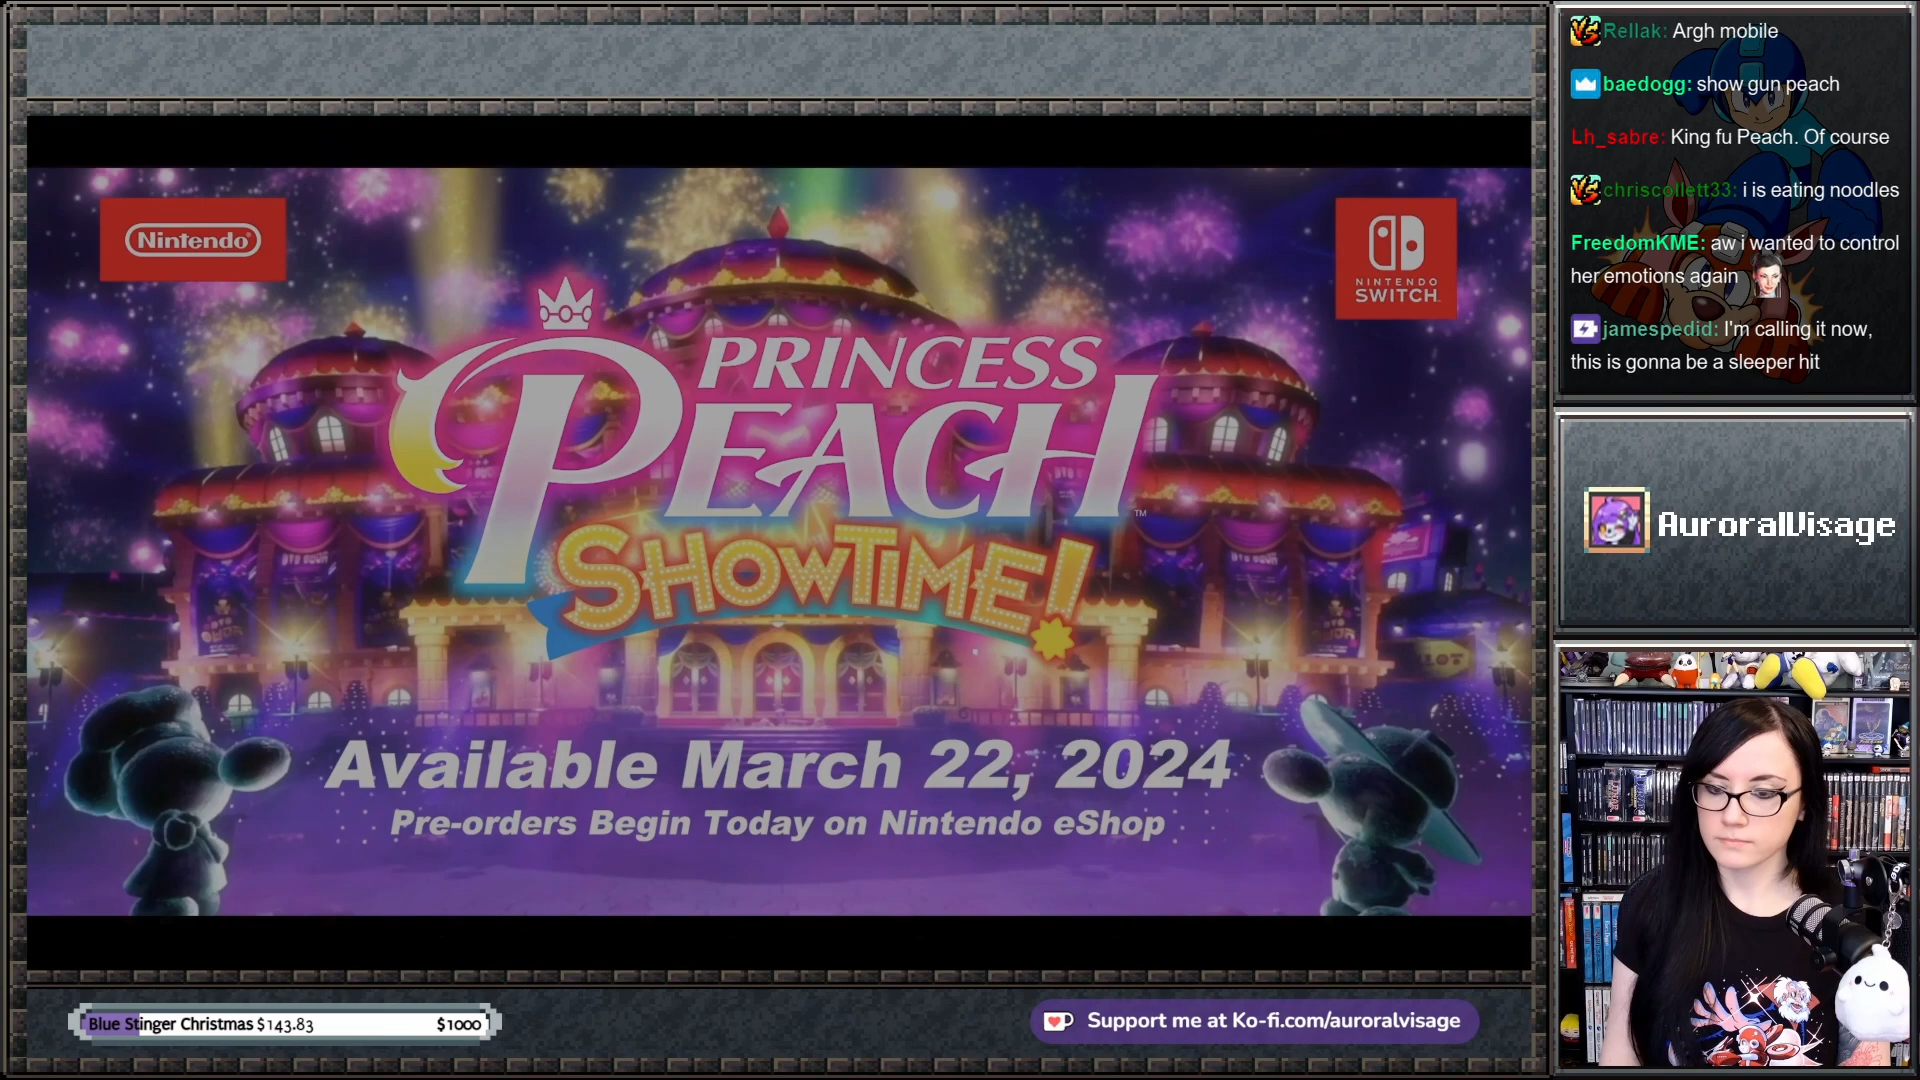 Nintendo
NINTENDO
SWITCH
PRINCESS
PEACH
SHOWTIME!
TM
Available March 22, 2024
Pre-orders Begin Today on Nintendo eShop
Blue Stinger Christmas $143.83
$1000
Support me at Ko-fi.com/auroralvisage
Rellak: Argh mobile
baedogg: show gun peach
Lh_sabre: King fu Peach. Of course
chriscollett33: i is eating noodles
FreedomKME: aw i wanted to control
her emotions again
jamespedid: I'm calling it now,
this is gonna be a sleeper hit
AuroralVisage